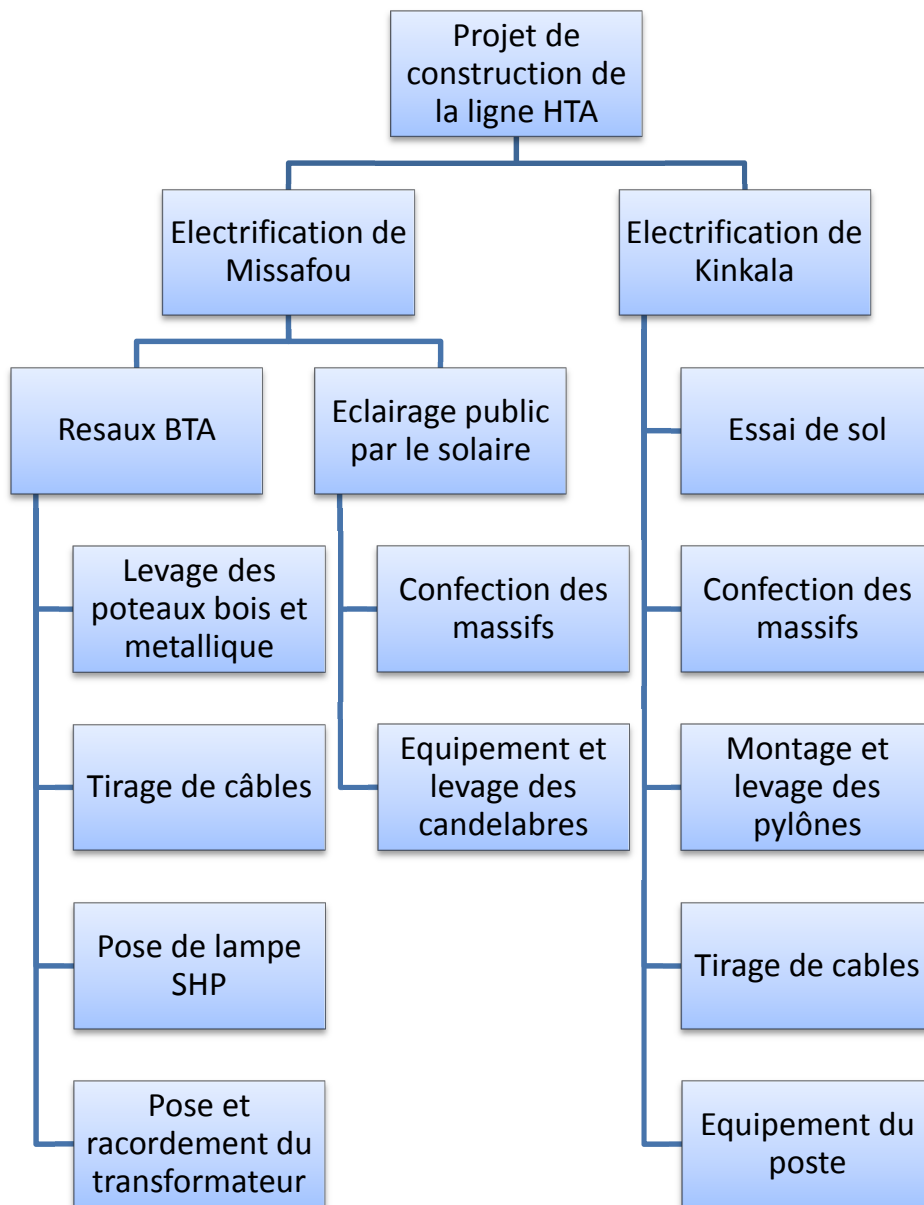 Projet de
construction de
la ligne HTA
Electrification de
Missafou
Electrification de
Kinkala
Resaux BTA
Eclairage public
par le solaire
Essai de sol
Levage des
poteaux bois et
metallique
Confection des
massifs
Confection des
massifs
Tirage de câbles
Equipement et
levage des
candelabres
Montage et
levage des
pylônes
Pose de lampe
SHP
Tirage de cables
Pose et
racordement du
transformateur
Equipement du
poste